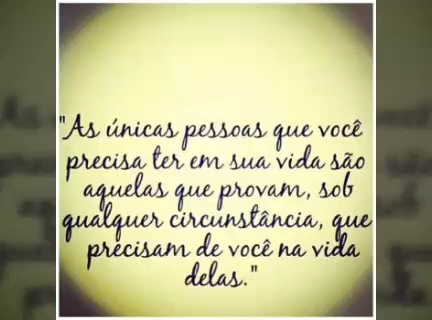 "As únicas pessoas que você
precisa ter em sua vida são
aquelas que provam, sob
qualquer circunstância, que
precisam de você na vida
delas."